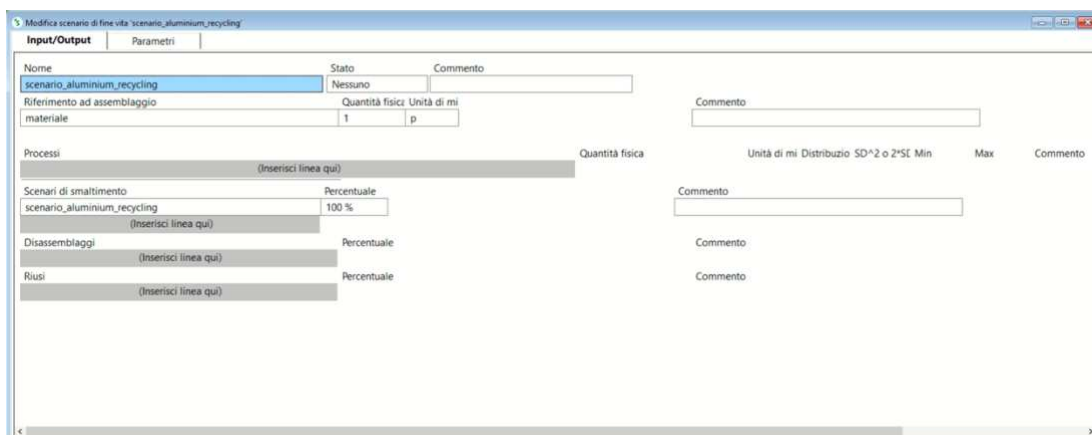 Modifica scenario di fine vita 'scenario_aluminium_recycling'
Input/Output Parametri
Nome Stato Commento
scenario_aluminium_recycling Nessuno
Riferimento ad assemblaggio Quantità fisica Unità di mi Commento
materiale 1 p
Processi Quantità fisica Unità di mi Distribuzio SD^2 o 2*SD Min Max Commento
(Inserisci linea qui)
Scenari di smaltimento Percentuale Commento
scenario_aluminium_recycling 100 %
(Inserisci linea qui)
Disassemblaggi Percentuale Commento
(Inserisci linea qui)
Riusi Percentuale Commento
(Inserisci linea qui)